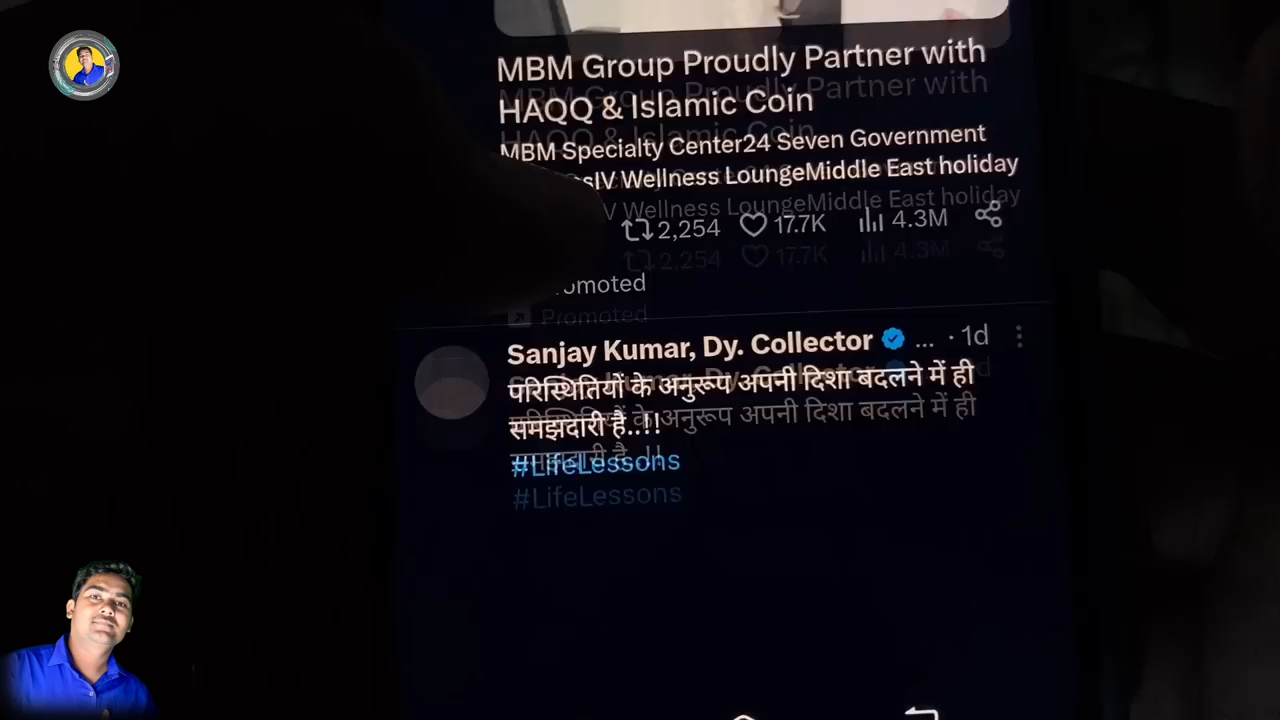 MBM Group Proudly Partner with
HAQQ & Islamic Coin
MBM Specialty Center24 Seven Government
Wellness LoungeMiddle East holiday
2,254 17.7K 4.3M
Promoted
Sanjay Kumar, Dy. Collector ... · 1d
परिस्थितियों के अनुरूप अपनी दिशा बदलने में ही
समझदारी है..!!
#LifeLessons